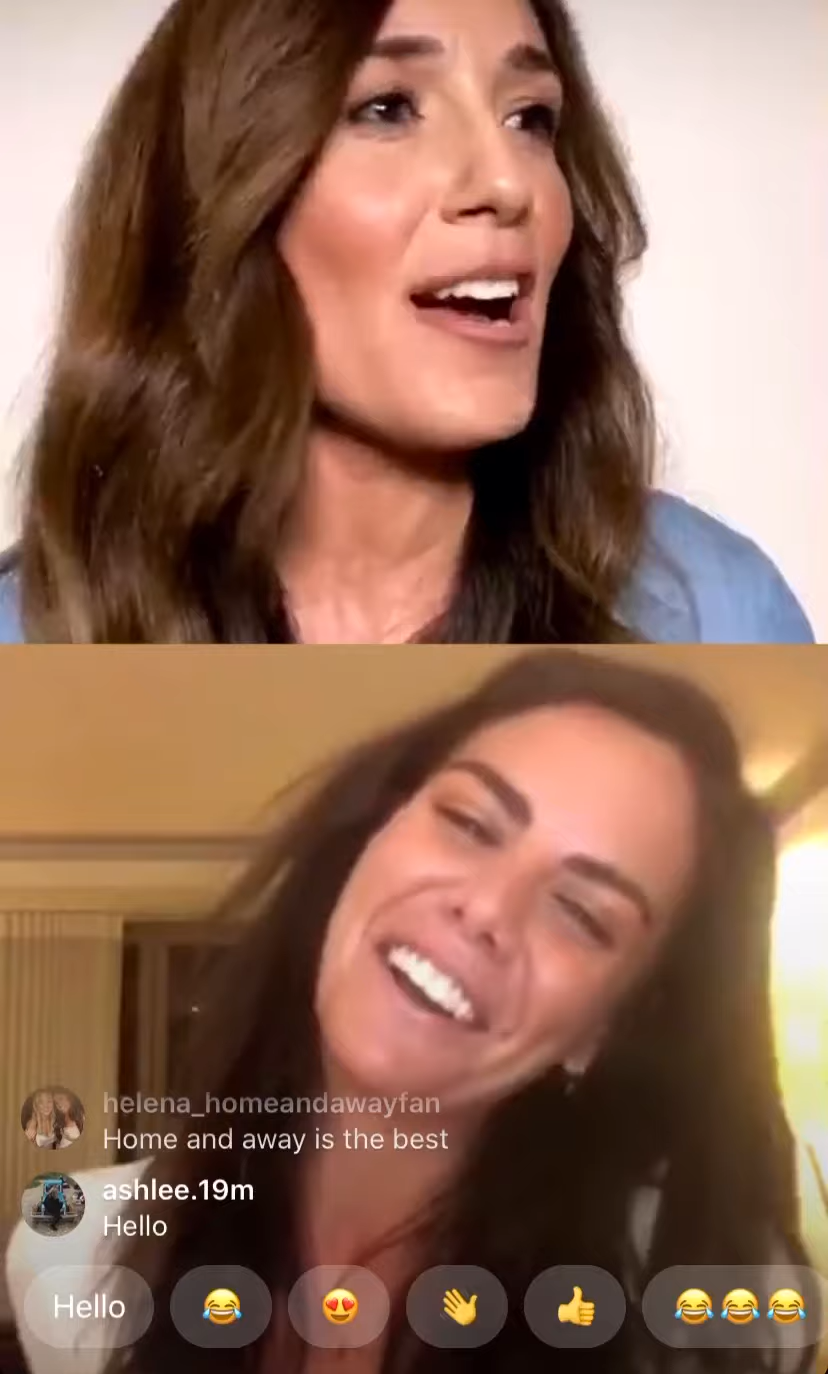 helena_homeandawayfan
Home and away is the best
ashlee.19m
Hello
Hello